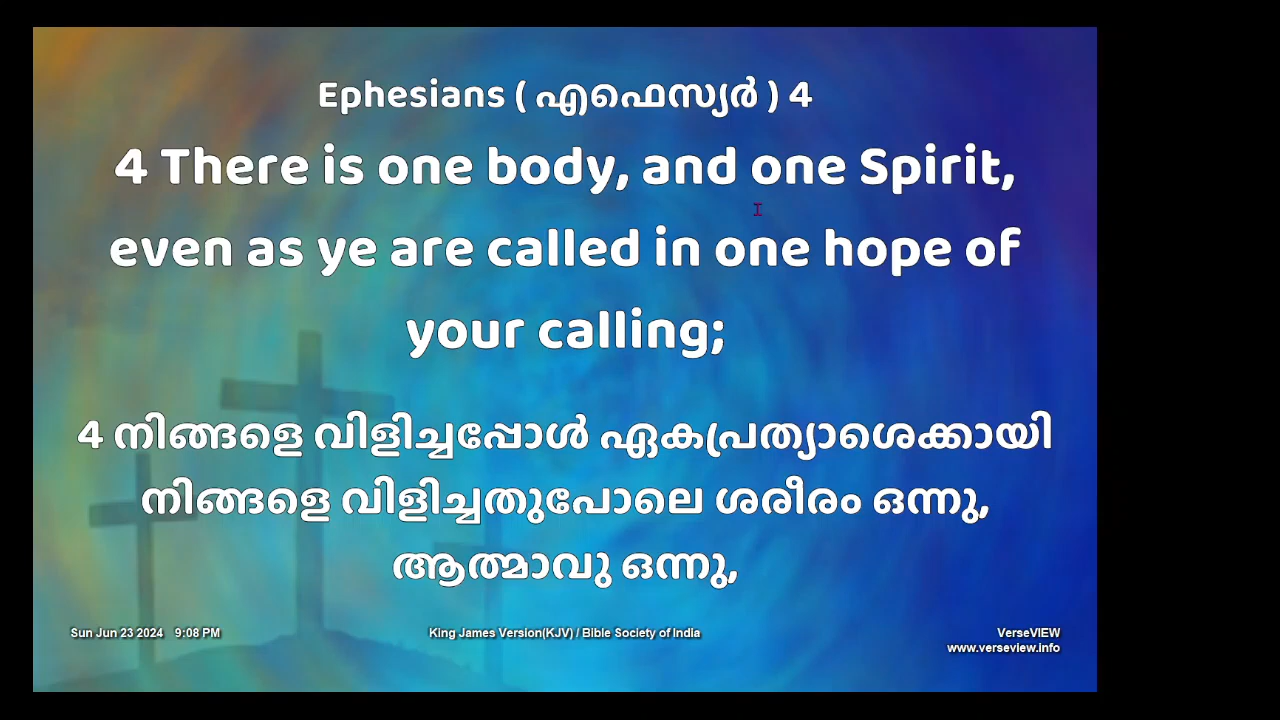 Ephesians ( എഫെസ്യർ ) 4
4 There is one body, and one Spirit,
even as ye are called in one hope of
your calling;
4 നിങ്ങളെ വിളിച്ചപ്പോൾ ഏകപ്രത്യാശെക്കായി
നിങ്ങളെ വിളിച്ചതുപോലെ ശരീരം ഒന്നു,
ആത്മാവു ഒന്നു,
Sun Jun 23 2024 9:08 PM
King James Version(KJV) / Bible Society of India
VerseVIEW
www.verseview.info